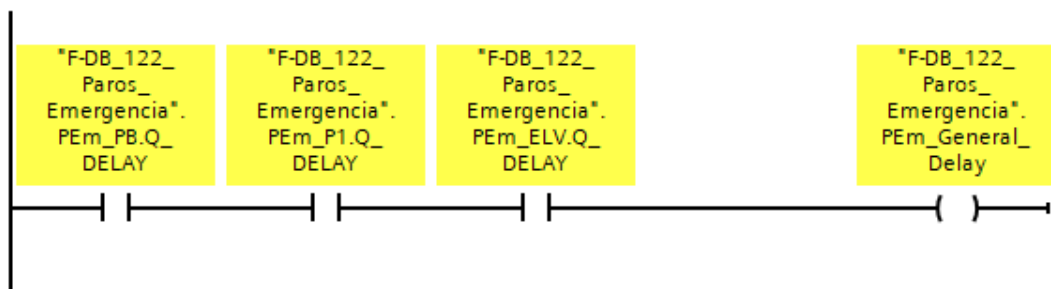 "F-DB_122_
Paros_
Emergencia".
PEm_PB.Q_
DELAY
"F-DB_122_
Paros_
Emergencia".
PEm_P1.Q_
DELAY
"F-DB_122_
Paros_
Emergencia".
PEm_ELV.Q_
DELAY
"F-DB_122_
Paros_
Emergencia".
PEm_General_
Delay